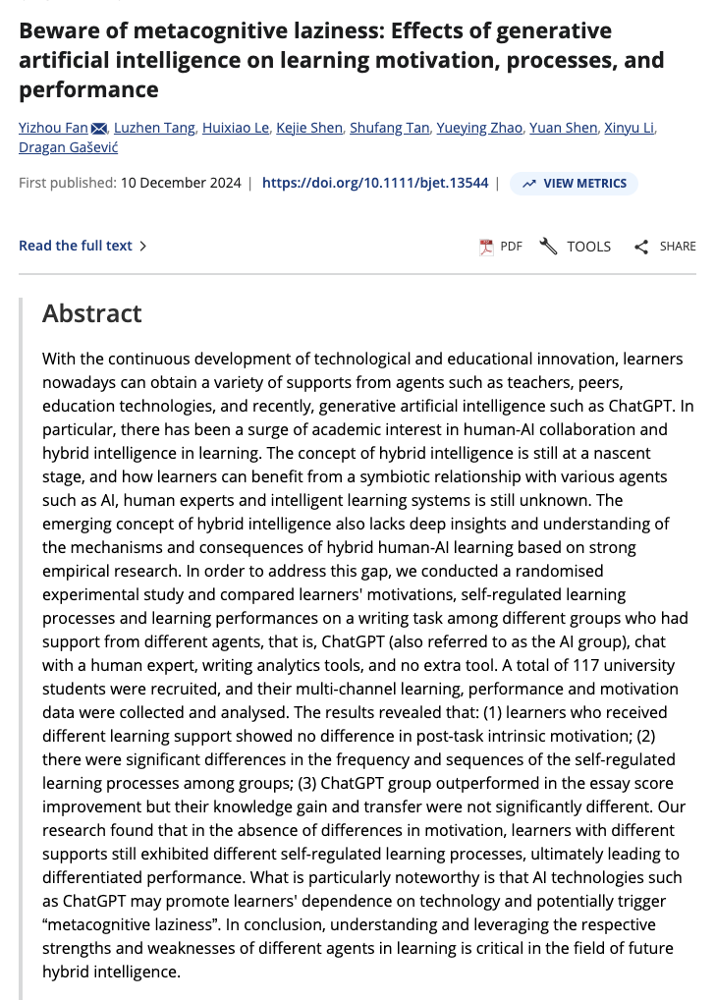 Beware of metacognitive laziness: Effects of generative
artificial intelligence on learning motivation, processes, and
performance
Yizhou Fan, Luzhen Tang, Huixiao Le, Kejie Shen, Shufang Tan, Yueying Zhao, Yuan Shen, Xinyu Li,
Dragan Gašević
First published: 10 December 2024 | https://doi.org/10.1111/bjet.13544 | VIEW METRICS
Read the full text PDF TOOLS SHARE
Abstract
With the continuous development of technological and educational innovation, learners
nowadays can obtain a variety of supports from agents such as teachers, peers,
education technologies, and recently, generative artificial intelligence such as ChatGPT. In
particular, there has been a surge of academic interest in human-AI collaboration and
hybrid intelligence in learning. The concept of hybrid intelligence is still at a nascent
stage, and how learners can benefit from a symbiotic relationship with various agents
such as AI, human experts and intelligent learning systems is still unknown. The
emerging concept of hybrid intelligence also lacks deep insights and understanding of
the mechanisms and consequences of hybrid human-AI learning based on strong
empirical research. In order to address this gap, we conducted a randomised
experimental study and compared learners' motivations, self-regulated learning
processes and learning performances on a writing task among different groups who had
support from different agents, that is, ChatGPT (also referred to as the AI group), chat
with a human expert, writing analytics tools, and no extra tool. A total of 117 university
students were recruited, and their multi-channel learning, performance and motivation
data were collected and analysed. The results revealed that: (1) learners who received
different learning support showed no difference in post-task intrinsic motivation; (2)
there were significant differences in the frequency and sequences of the self-regulated
learning processes among groups; (3) ChatGPT group outperformed in the essay score
improvement but their knowledge gain and transfer were not significantly different. Our
research found that in the absence of differences in motivation, learners with different
supports still exhibited different self-regulated learning processes, ultimately leading to
differentiated performance. What is particularly noteworthy is that AI technologies such
as ChatGPT may promote learners' dependence on technology and potentially trigger
“metacognitive laziness”. In conclusion, understanding and leveraging the respective
strengths and weaknesses of different agents in learning is critical in the field of future
hybrid intelligence.